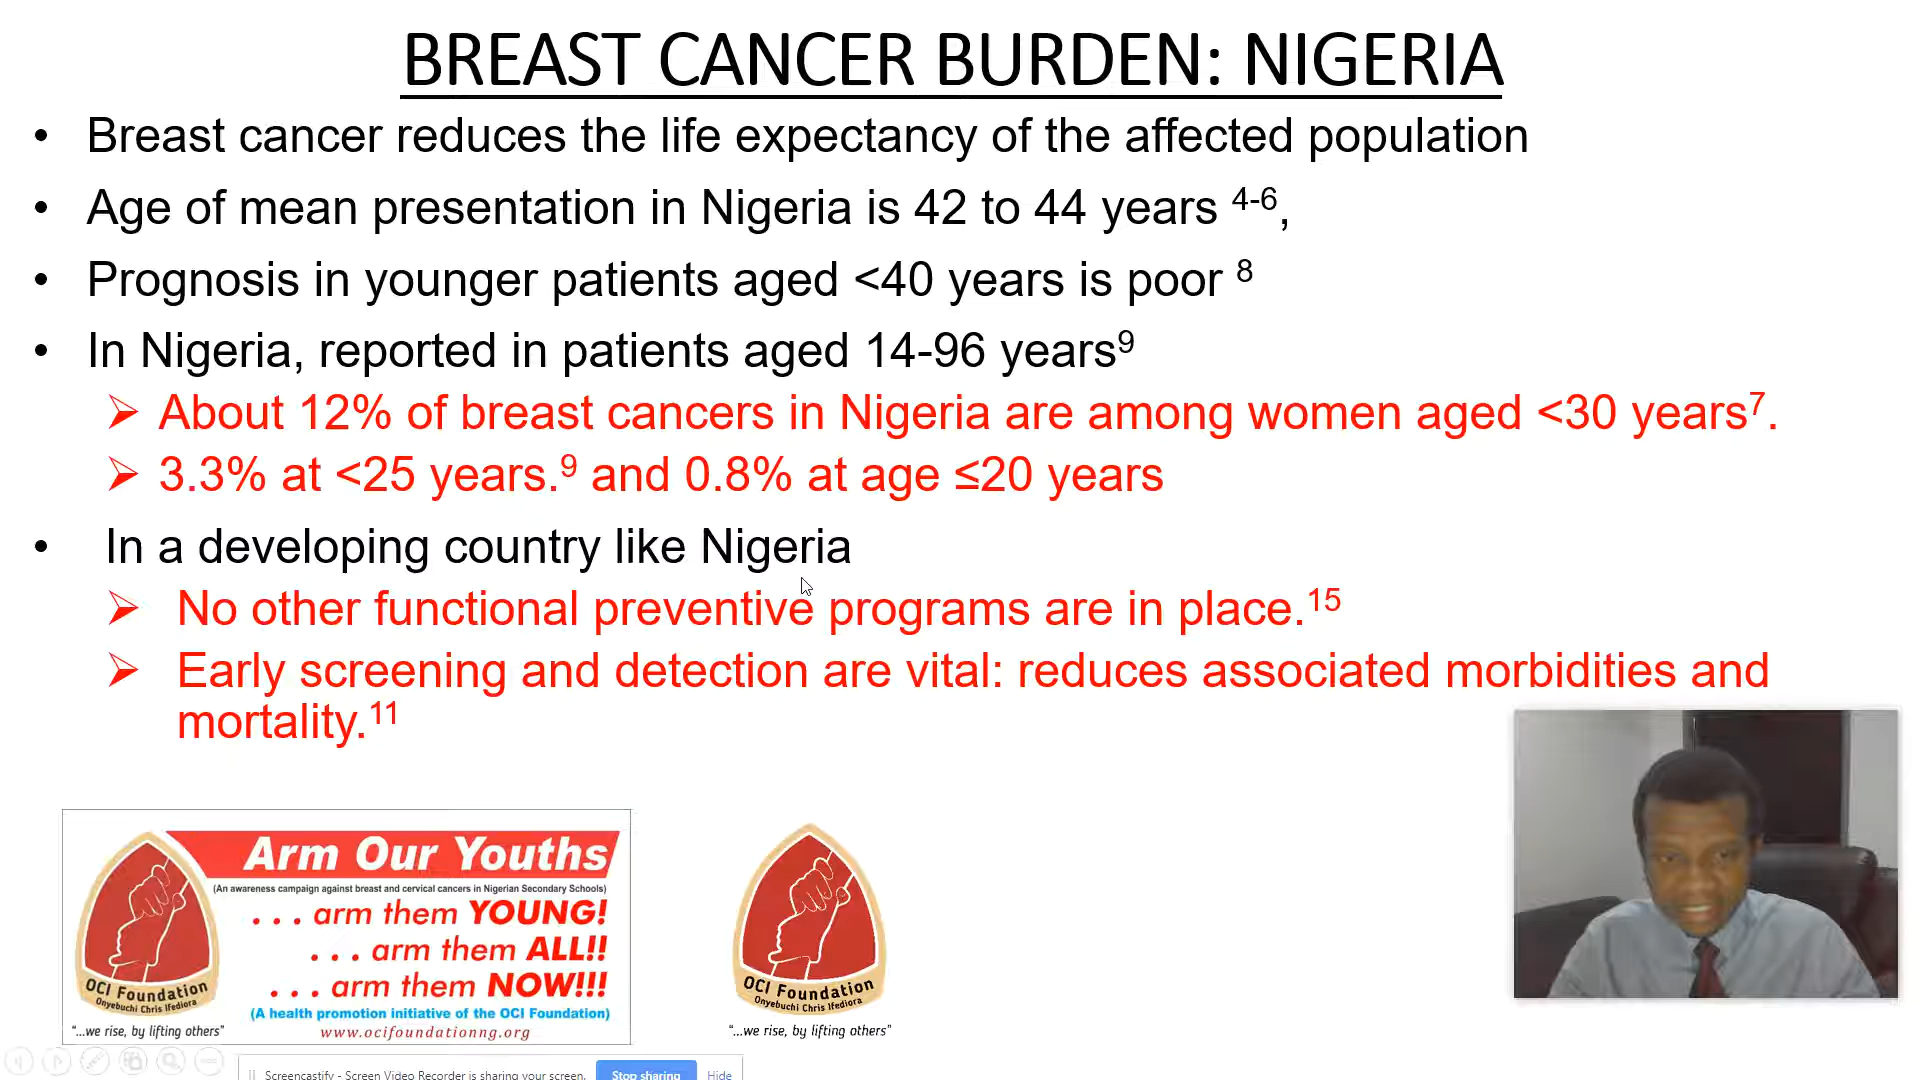 BREAST CANCER BURDEN: NIGERIA
• Breast cancer reduces the life expectancy of the affected population
• Age of mean presentation in Nigeria is 42 to 44 years 4-6,
• Prognosis in younger patients aged <40 years is poor 8
• In Nigeria, reported in patients aged 14-96 years9
➢ About 12% of breast cancers in Nigeria are among women aged <30 years7.
➢ 3.3% at <25 years.9 and 0.8% at age ≤20 years
• In a developing country like Nigeria
➢ No other functional preventive programs are in place.15
➢ Early screening and detection are vital: reduces associated morbidities and
mortality.11
Arm Our Youths
(An awareness campaign against breast and cervical cancers in Nigerian Secondary Schools)
. . . arm them YOUNG!
. . . arm them ALL!!
. . . arm them NOW!!!
(A health promotion initiative of the OCI Foundation)
www.ocifoundationng.org
OCI Foundation
Onyebuchi Chris Ifediora
"...we rise, by lifting others"
OCI Foundation
Onyebuchi Chris Ifediora
"...we rise, by lifting others"
Screencastify - Screen Video Recorder is sharing your screen.
Stop sharing
Hide